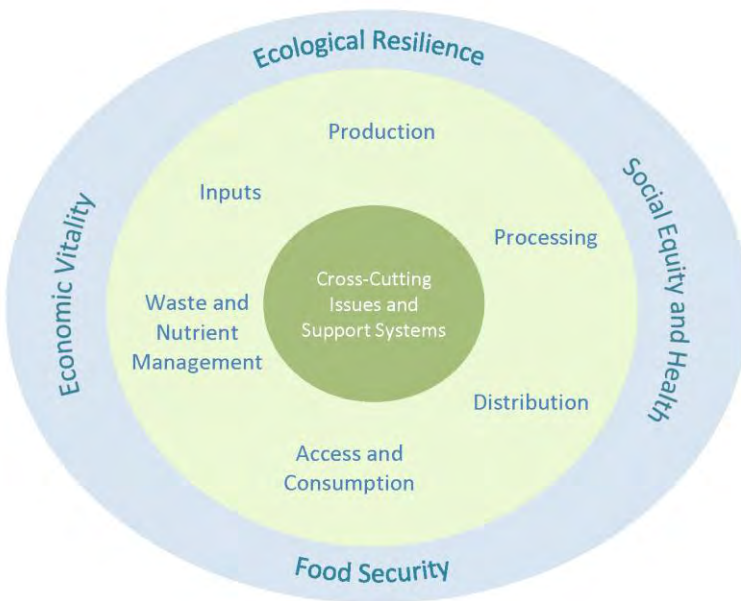 Ecological Resilience
Production
Inputs
Processing
Cross-Cutting
Issues and
Support Systems
Waste and
Nutrient
Management
Distribution
Access and
Consumption
Economic Vitality
Social Equity and Health
Food Security